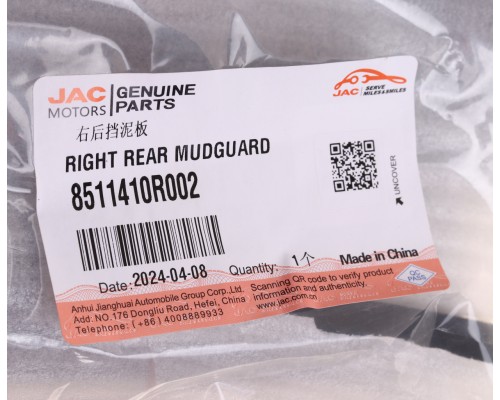 JAC MOTORS GENUINE PARTS
JAC SERVE MILES & SMILES
右后挡泥板
RIGHT REAR MUDGUARD
8511410R002
UNCOVER
Date: 2024-04-08 Quantity: 1个 Made in China
Anhui Jianghuai Automobile Group Corp.,Ltd.
Add.:NO.176 Dongliu Road, Hefei, China
Telephone: (+86) 4008889933
Scanning QR code to verify product
information and authenticity.
www.jac.com.cn
QC PASS